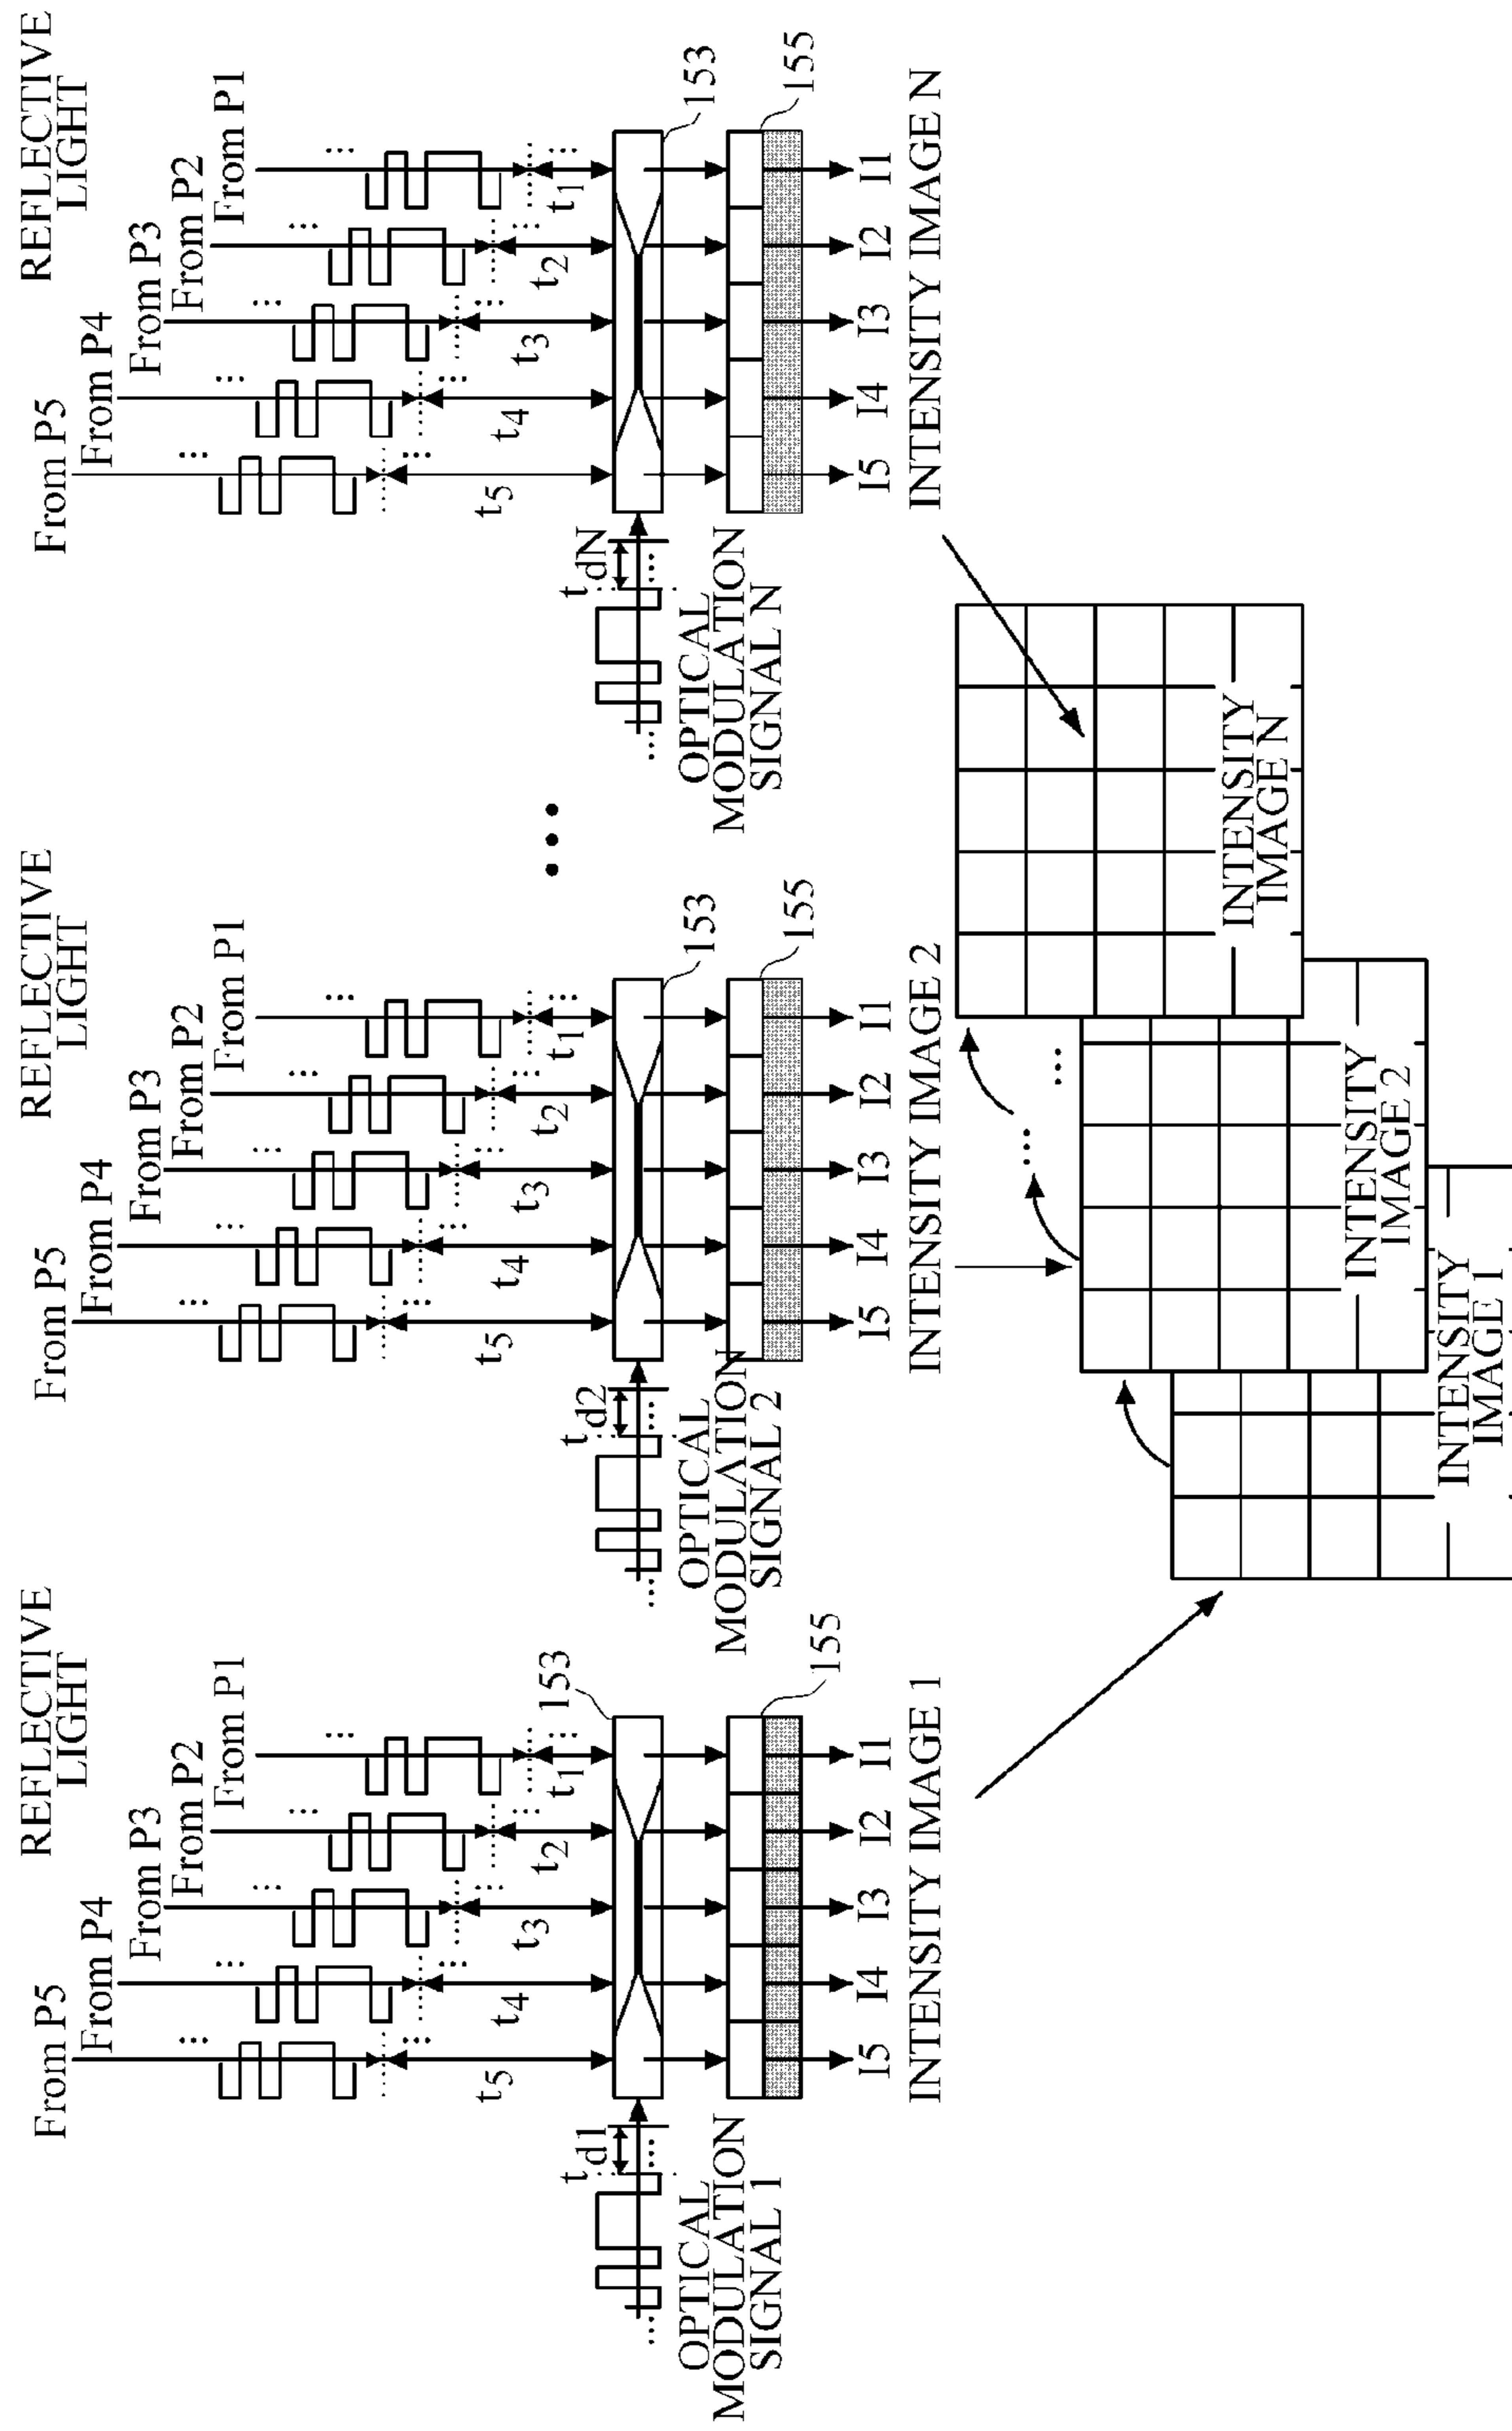 REFLECTIVE
LIGHT
From P5
From P4
From P3
From P2
From P1
t5
t4
t3
t2
t1
153
td1
OPTICAL
MODULATION
SIGNAL 1
155
I5 I4 I3 I2 I1
INTENSITY IMAGE 1
REFLECTIVE
LIGHT
From P5
From P4
From P3
From P2
From P1
t5
t4
t3
t2
t1
153
td2
OPTICAL
MODULATION
SIGNAL 2
155
I5 I4 I3 I2 I1
INTENSITY IMAGE 2
...
REFLECTIVE
LIGHT
From P5
From P4
From P3
From P2
From P1
t5
t4
t3
t2
t1
153
tdN
OPTICAL
MODULATION
SIGNAL N
155
I5 I4 I3 I2 I1
INTENSITY IMAGE N
INTENSITY
IMAGE 1
INTENSITY
IMAGE 2
... ...
INTENSITY
IMAGE N